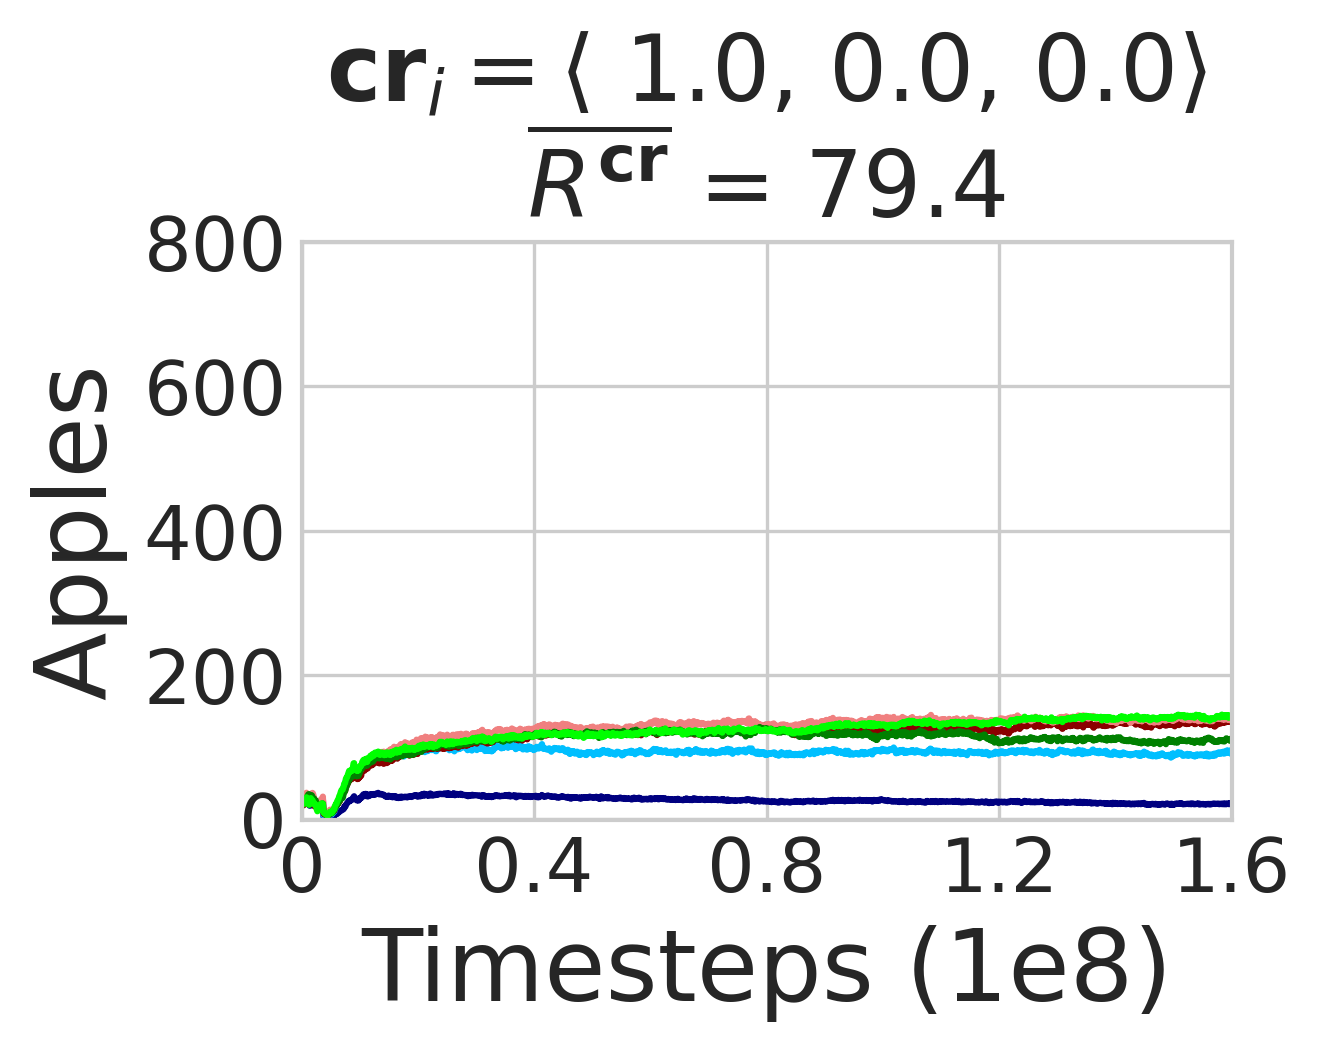 cr_i = ⟨ 1.0, 0.0, 0.0⟩
R^cr = 79.4
800
600
400
200
0
Apples
0 0.4 0.8 1.2 1.6
Timesteps (1e8)